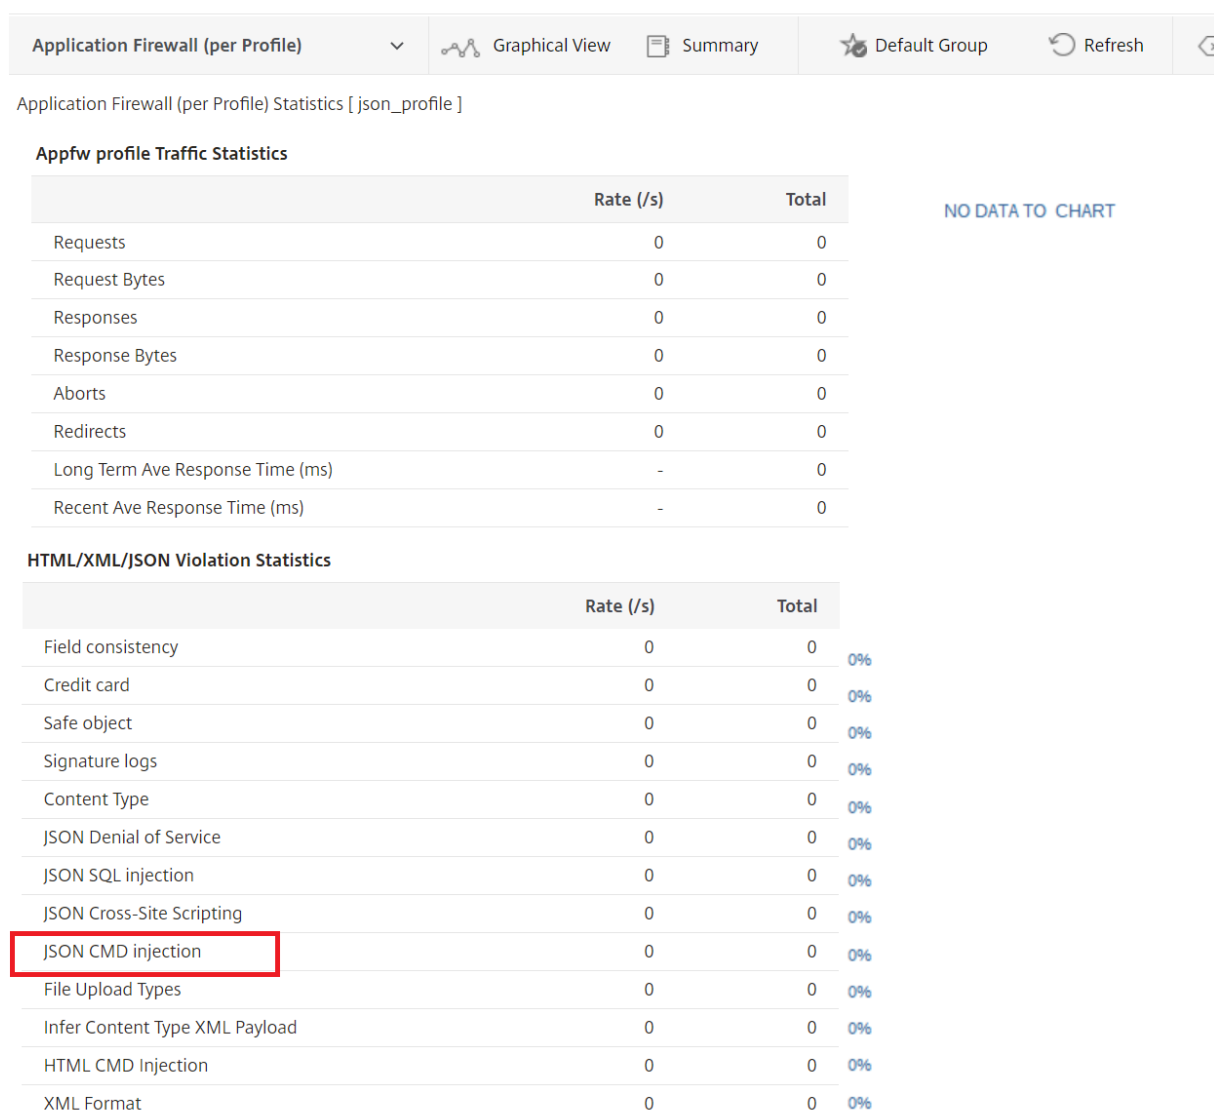 Application Firewall (per Profile) Graphical View Summary Default Group Refresh
Application Firewall (per Profile) Statistics [ json_profile ]
Appfw profile Traffic Statistics
Rate (/s) Total
NO DATA TO CHART
Requests 0 0
Request Bytes 0 0
Responses 0 0
Response Bytes 0 0
Aborts 0 0
Redirects 0 0
Long Term Ave Response Time (ms) - 0
Recent Ave Response Time (ms) - 0
HTML/XML/JSON Violation Statistics
Rate (/s) Total
Field consistency 0 0 0%
Credit card 0 0 0%
Safe object 0 0 0%
Signature logs 0 0 0%
Content Type 0 0 0%
JSON Denial of Service 0 0 0%
JSON SQL injection 0 0 0%
JSON Cross-Site Scripting 0 0 0%
JSON CMD injection 0 0 0%
File Upload Types 0 0 0%
Infer Content Type XML Payload 0 0 0%
HTML CMD Injection 0 0 0%
XML Format 0 0 0%